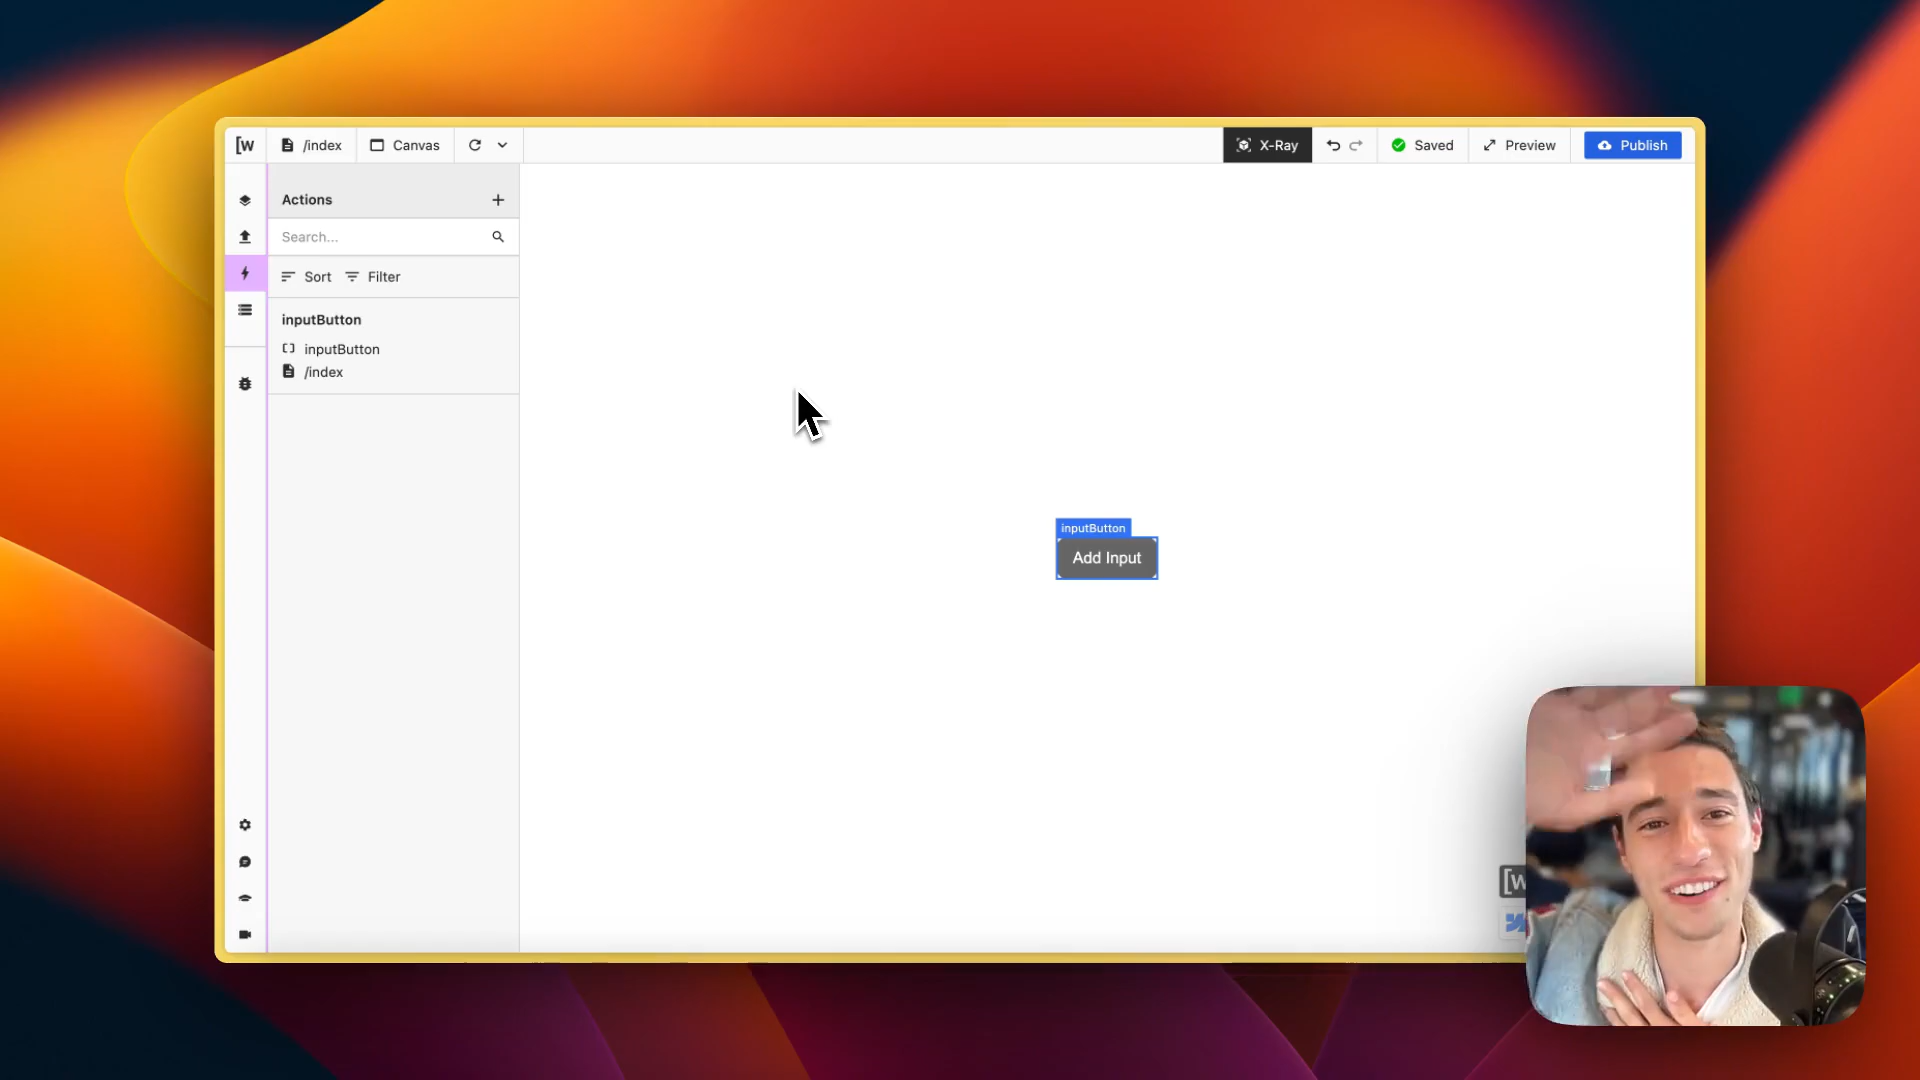 [w /index Canvas X-Ray Saved Preview Publish
Actions
Search...
Sort Filter
inputButton
inputButton
/index
inputButton
Add Input
[w